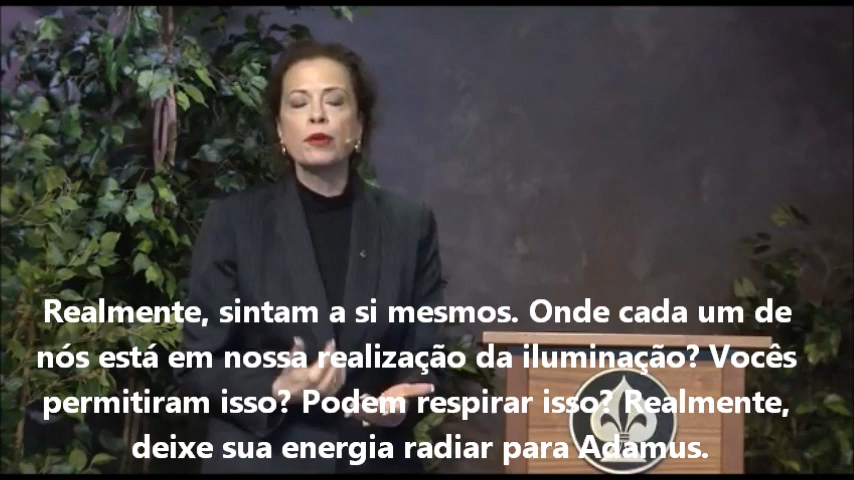 Realmente, sintam a si mesmos. Onde cada um de
nós está em nossa realização da iluminação? Vocês
permitiram isso? Podem respirar isso? Realmente,
deixe sua energia radiar para Adamus.